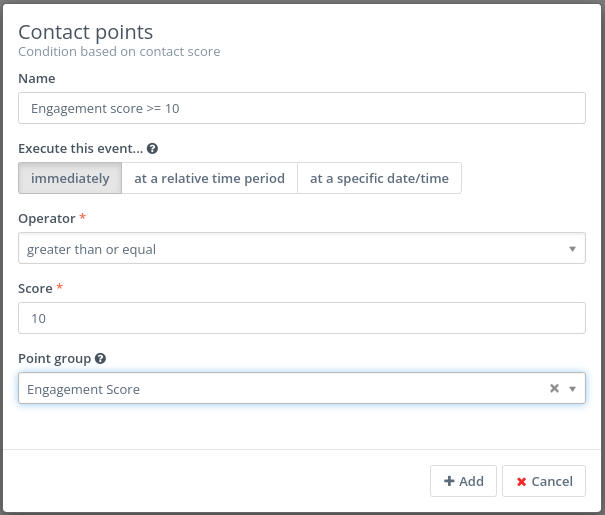 Contact points
Condition based on contact score
Name
Engagement score >= 10
Execute this event...
immediately at a relative time period at a specific date/time
Operator *
greater than or equal
Score *
10
Point group
Engagement Score
Add Cancel